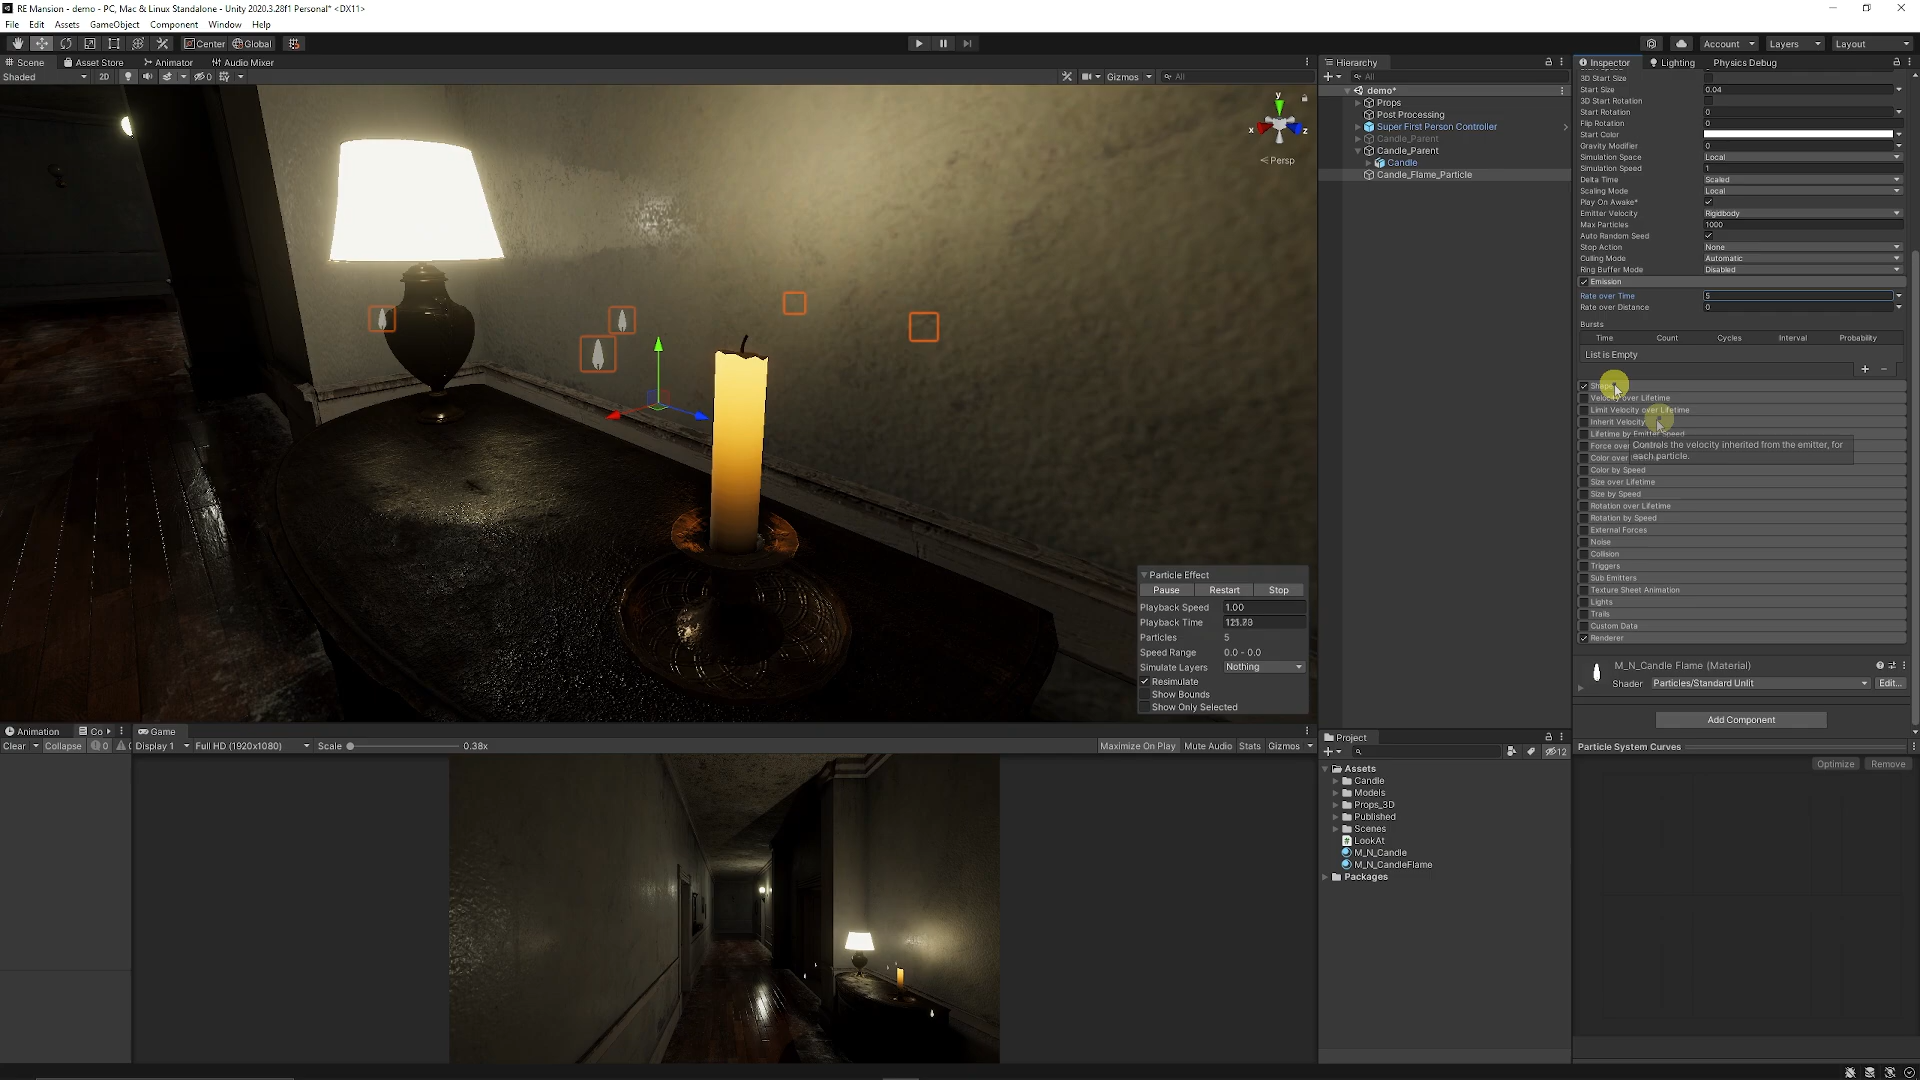 RE Mansion - demo - PC, Mac & Linux Standalone - Unity 2020.3.28f1 Personal* <DX11>
File Edit Assets GameObject Component Window Help
Center Global
Account Layers Layout
Scene Asset Store Animator Audio Mixer
Shaded 2D 0 Gizmos All
y
x z
Persp
Particle Effect
Pause Restart Stop
Playback Speed 1.00
Playback Time
Particles 5
Speed Range 0.0 - 0.0
Simulate Layers Nothing
Resimulate
Show Bounds
Show Only Selected
Hierarchy
All
demo*
Props
Post Processing
Super First Person Controller
Candle_Parent
Candle_Parent
Candle
Candle_Flame_Particle
Inspector Lighting Physics Debug
3D Start Size
Start Size 0.04
3D Start Rotation
Start Rotation 0
Flip Rotation 0
Start Color
Gravity Modifier 0
Simulation Space Local
Simulation Speed 1
Delta Time Scaled
Scaling Mode Local
Play On Awake*
Emitter Velocity Rigidbody
Max Particles 1000
Auto Random Seed
Stop Action None
Culling Mode Automatic
Ring Buffer Mode Disabled
Emission
Rate over Time 5
Rate over Distance 0
Bursts
Time Count Cycles Interval Probability
List is Empty
Shape
Velocity over Lifetime
Limit Velocity over Lifetime
Inherit Velocity
Lifetime by Emitter Speed
Force over
Controls the velocity inherited from the emitter, for
each particle.
Color over
Color by Speed
Size over Lifetime
Size by Speed
Rotation over Lifetime
Rotation by Speed
External Forces
Noise
Collision
Triggers
Sub Emitters
Texture Sheet Animation
Lights
Trails
Custom Data
Renderer
M_N_Candle Flame (Material)
Shader Particles/Standard Unlit Edit...
Add Component
Particle System Curves
Optimize Remove
Animation Co Game
Clear Collapse 0 Display 1 Full HD (1920x1080) Scale 0.38x Maximize On Play Mute Audio Stats Gizmos
Project
12
Assets
Candle
Models
Props_3D
Published
Scenes
LookAt
M_N_Candle
M_N_CandleFlame
Packages